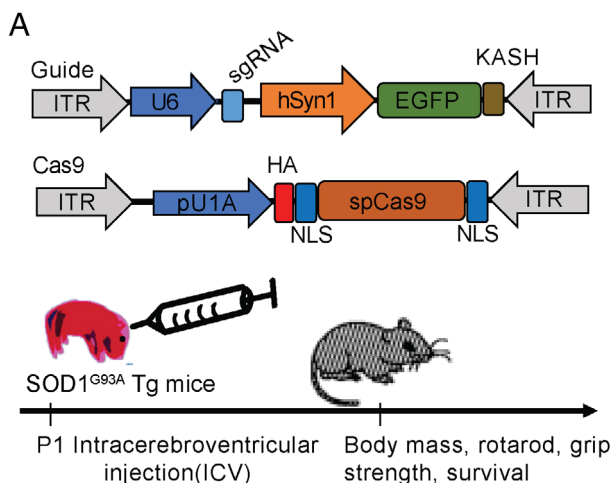 A
Guide
ITR
U6
sgRNA
hSyn1
EGFP
KASH
ITR
Cas9
ITR
pU1A
HA
NLS
spCas9
NLS
ITR
SOD1ᴳ⁹³ᴬ Tg mice
P1 Intracerebroventricular
injection(ICV)
Body mass, rotarod, grip
strength, survival